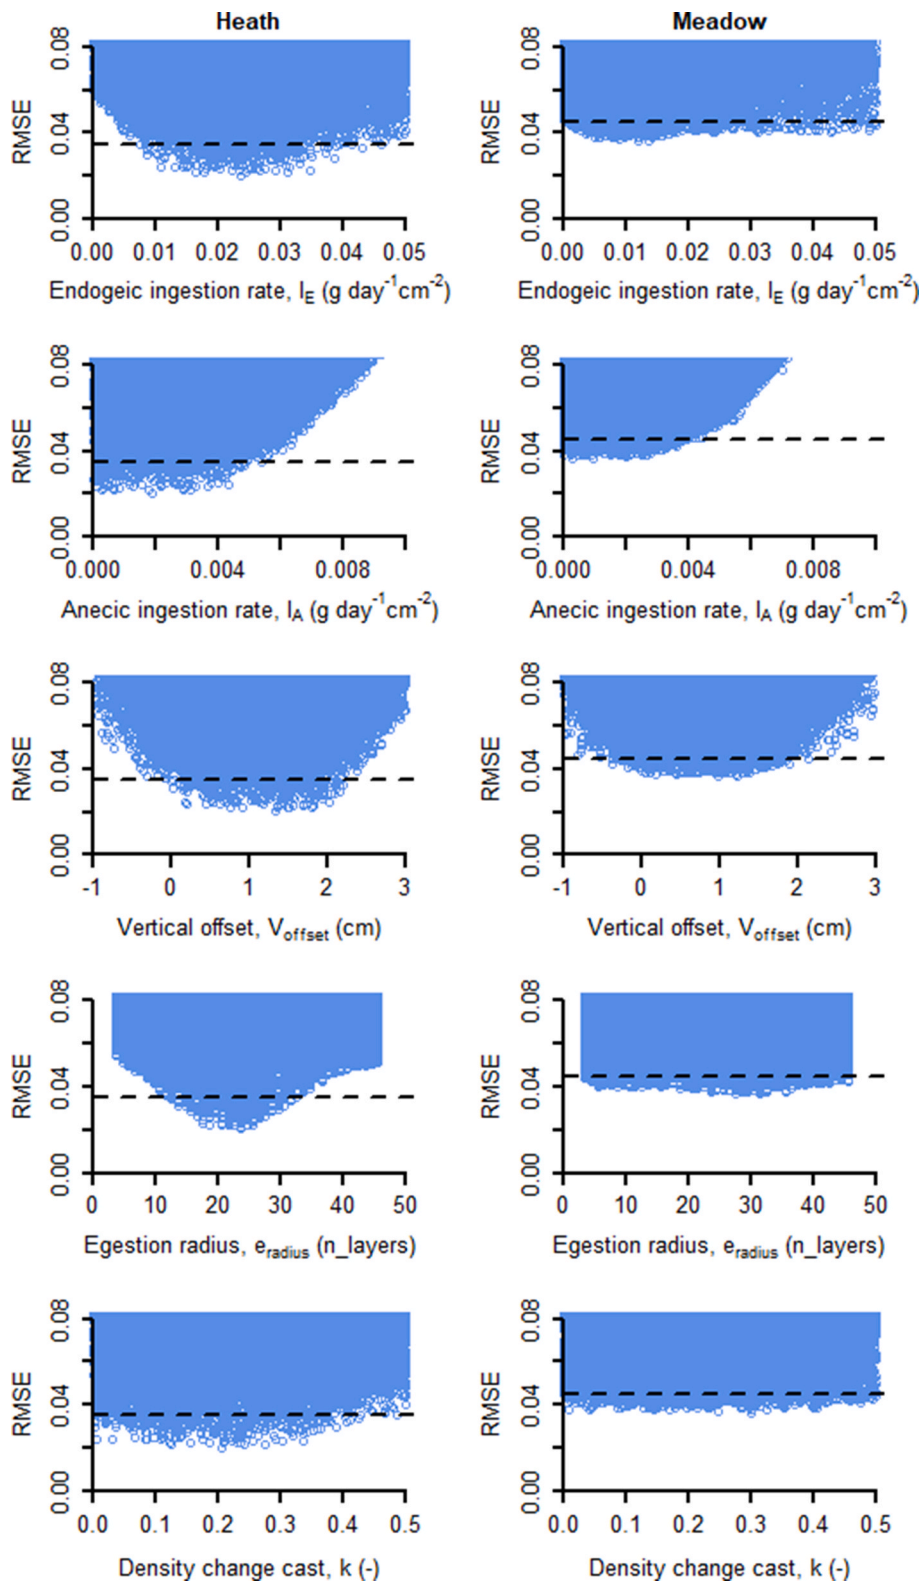 Heath
Meadow
RMSE
0.00 0.04 0.08
0.00 0.01 0.02 0.03 0.04 0.05
Endogeic ingestion rate, I_E (g day⁻¹cm⁻²)
RMSE
0.00 0.04 0.08
0.00 0.01 0.02 0.03 0.04 0.05
Endogeic ingestion rate, I_E (g day⁻¹cm⁻²)
RMSE
0.00 0.04 0.08
0.000 0.004 0.008
Anecic ingestion rate, I_A (g day⁻¹cm⁻²)
RMSE
0.00 0.04 0.08
0.000 0.004 0.008
Anecic ingestion rate, I_A (g day⁻¹cm⁻²)
RMSE
0.00 0.04 0.08
-1 0 1 2 3
Vertical offset, V_offset (cm)
RMSE
0.00 0.04 0.08
-1 0 1 2 3
Vertical offset, V_offset (cm)
RMSE
0.00 0.04 0.08
0 10 20 30 40 50
Egestion radius, e_radius (n_layers)
RMSE
0.00 0.04 0.08
0 10 20 30 40 50
Egestion radius, e_radius (n_layers)
RMSE
0.00 0.04 0.08
0.0 0.1 0.2 0.3 0.4 0.5
Density change cast, k (-)
RMSE
0.00 0.04 0.08
0.0 0.1 0.2 0.3 0.4 0.5
Density change cast, k (-)